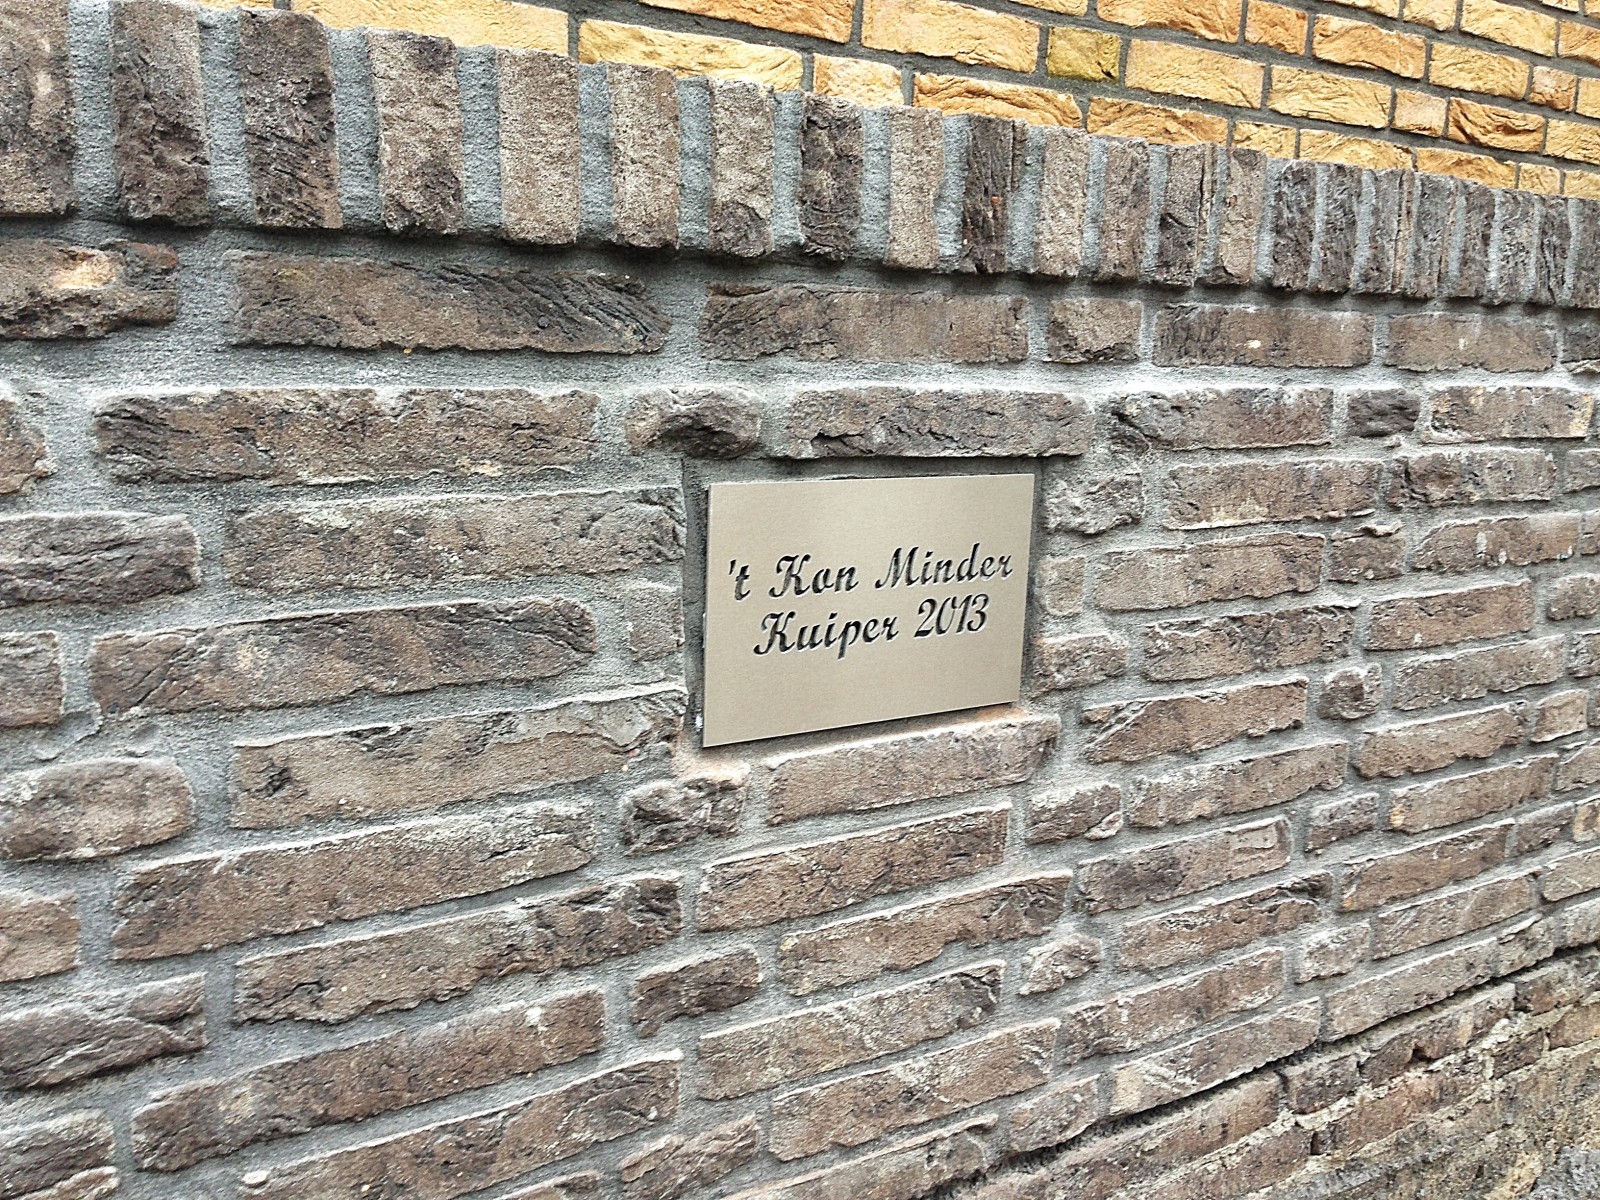 't Kon Minder
Kuiper 2013